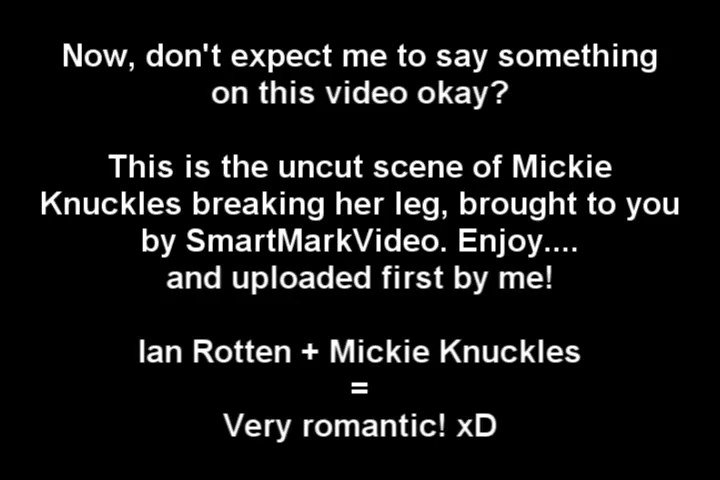 Now, don't expect me to say something
on this video okay?
This is the uncut scene of Mickie
Knuckles breaking her leg, brought to you
by SmartMarkVideo. Enjoy....
and uploaded first by me!
Ian Rotten + Mickie Knuckles
=
Very romantic! xD